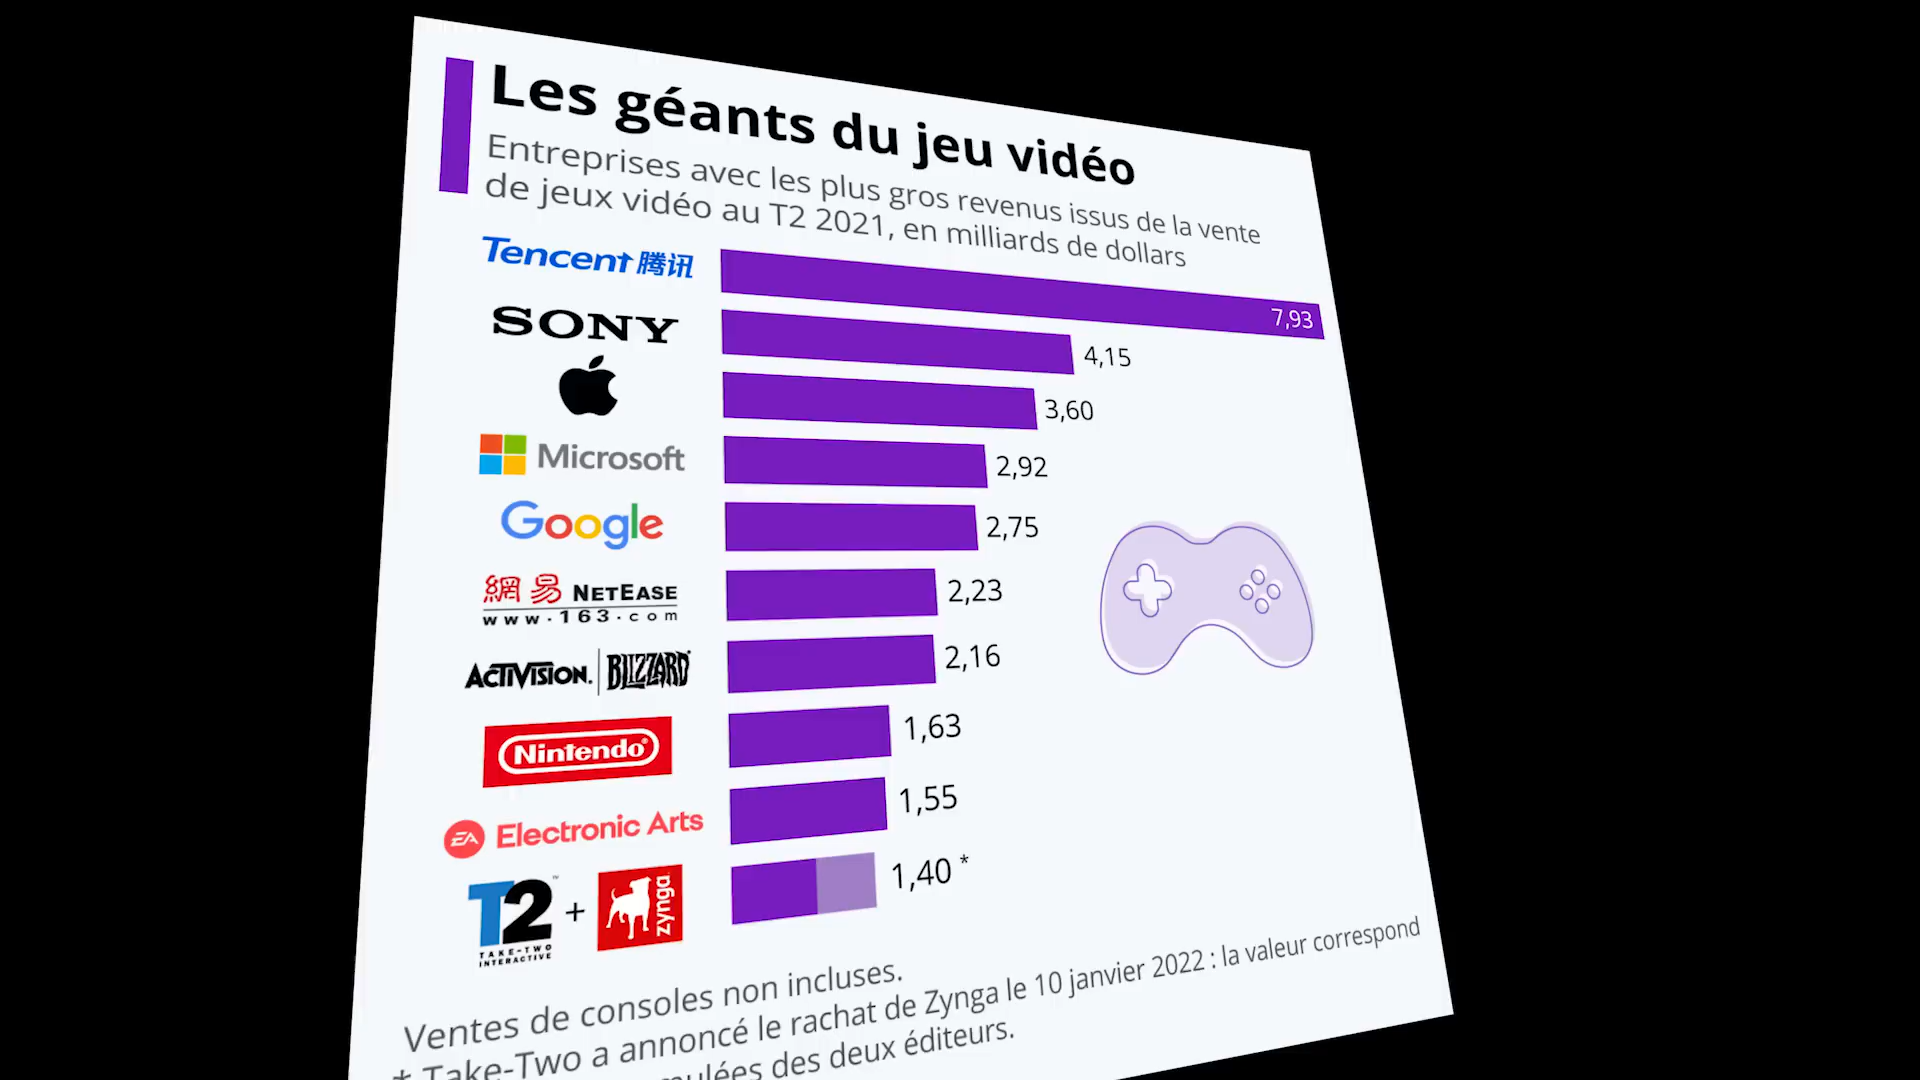 Les géants du jeu vidéo
Entreprises avec les plus gros revenus issus de la vente
de jeux vidéo au T2 2021, en milliards de dollars
Tencent 腾讯
7,93
SONY
4,15
3,60
Microsoft
2,92
Google
2,75
網易 NETEASE
www.163.com
2,23
ACTIVISION. BLIZZARD
2,16
Nintendo
1,63
EA Electronic Arts
1,55
T2 + zynga
TAKE-TWO
INTERACTIVE
1,40 *
Ventes de consoles non incluses.
* Take-Two a annoncé le rachat de Zynga le 10 janvier 2022 : la valeur correspond
des deux éditeurs.